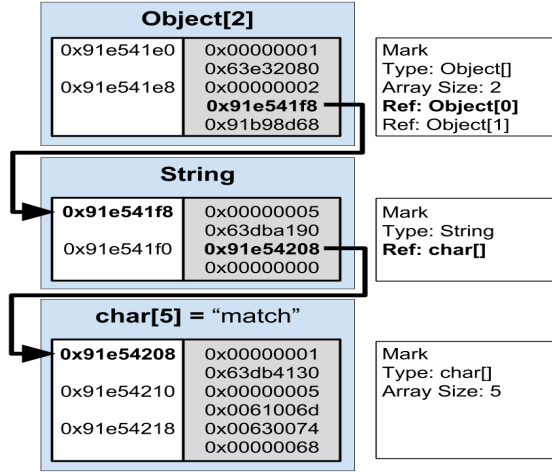 Object[2]
0x91e541e0 0x00000001 Mark
0x63e32080 Type: Object[]
0x91e541e8 0x00000002 Array Size: 2
0x91e541f8 Ref: Object[0]
0x91b98d68 Ref: Object[1]
String
0x91e541f8 0x00000005 Mark
0x63dba190 Type: String
0x91e541f0 0x91e54208 Ref: char[]
0x00000000
char[5] = “match”
0x91e54208 0x00000001 Mark
0x63db4130 Type: char[]
0x91e54210 0x00000005 Array Size: 5
0x0061006d
0x91e54218 0x00630074
0x00000068